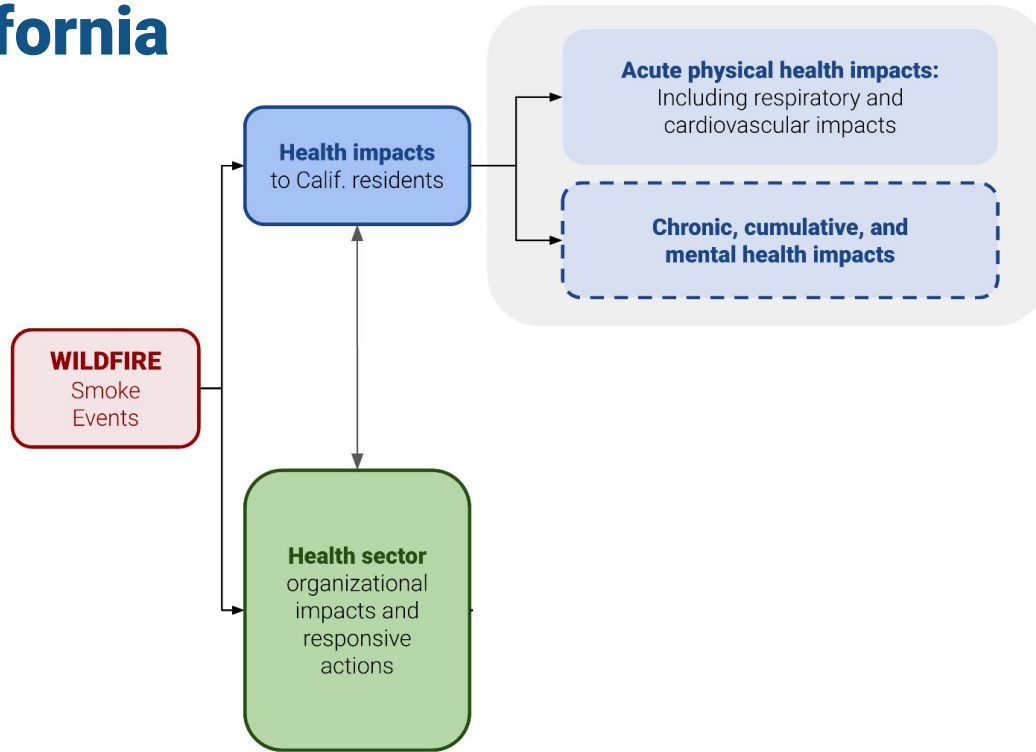 fornia
Acute physical health impacts:
Including respiratory and
cardiovascular impacts
Health impacts
to Calif. residents
Chronic, cumulative, and
mental health impacts
WILDFIRE
Smoke
Events
Health sector
organizational
impacts and
responsive
actions